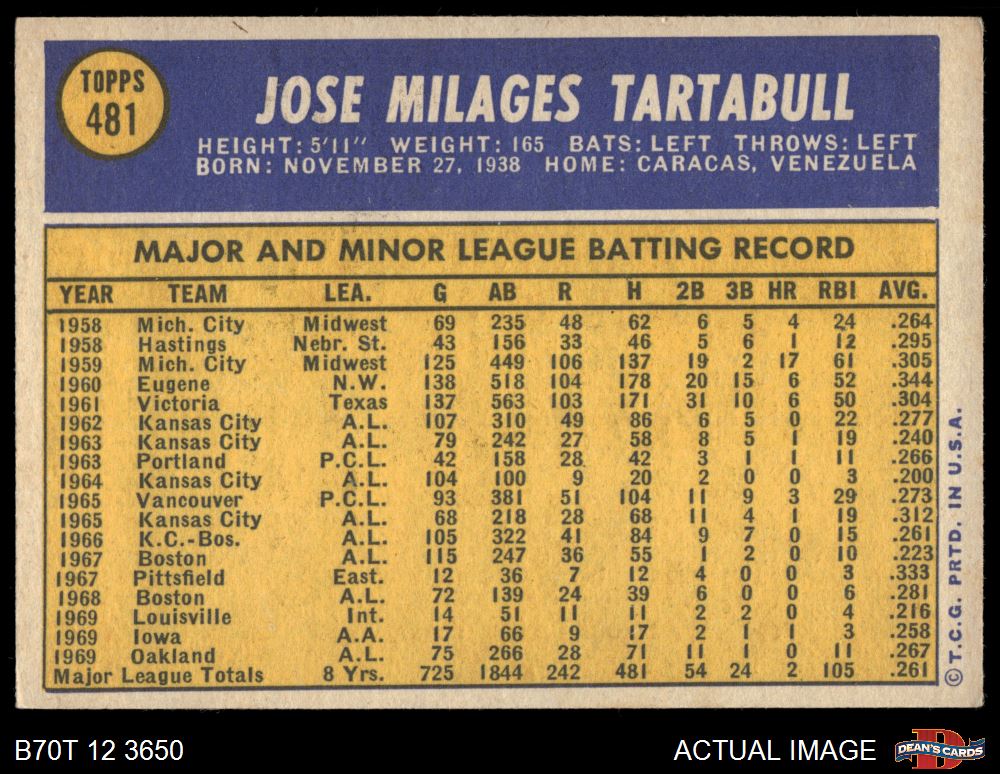 TOPPS
481
JOSE MILAGES TARTABULL
HEIGHT: 5'11" WEIGHT: 165 BATS: LEFT THROWS: LEFT
BORN: NOVEMBER 27, 1938 HOME: CARACAS, VENEZUELA
MAJOR AND MINOR LEAGUE BATTING RECORD
YEAR TEAM LEA. G AB R H 2B 3B HR RBI AVG.
1958 Mich. City Midwest 69 235 48 62 6 5 4 24 .264
1958 Hastings Nebr. St. 43 156 33 46 5 6 1 12 .295
1959 Mich. City Midwest 125 449 106 137 19 2 17 61 .305
1960 Eugene N.W. 138 518 104 178 20 15 6 52 .344
1961 Victoria Texas 137 563 103 171 31 10 6 50 .304
1962 Kansas City A.L. 107 310 49 86 6 5 0 22 .277
1963 Kansas City A.L. 79 242 27 58 8 5 1 19 .240
1963 Portland P.C.L. 42 158 28 42 3 1 1 11 .266
1964 Kansas City A.L. 104 100 9 20 2 0 0 3 .200
1965 Vancouver P.C.L. 93 381 51 104 11 9 3 29 .273
1965 Kansas City A.L. 68 218 28 68 11 4 1 19 .312
1966 K.C.-Bos. A.L. 105 322 41 84 9 7 0 15 .261
1967 Boston A.L. 115 247 36 55 1 2 0 10 .223
1967 Pittsfield East. 12 36 7 12 4 0 0 3 .333
1968 Boston A.L. 72 139 24 39 6 0 0 6 .281
1969 Louisville Int. 14 51 11 11 2 2 0 4 .216
1969 Iowa A.A. 17 66 9 17 2 1 1 3 .258
1969 Oakland A.L. 75 266 28 71 11 1 0 11 .267
Major League Totals 8 Yrs. 725 1844 242 481 54 24 2 105 .261
© T.C.G. PRTD. IN U.S.A.
B70T 12 3650
ACTUAL IMAGE
DEAN'S CARDS